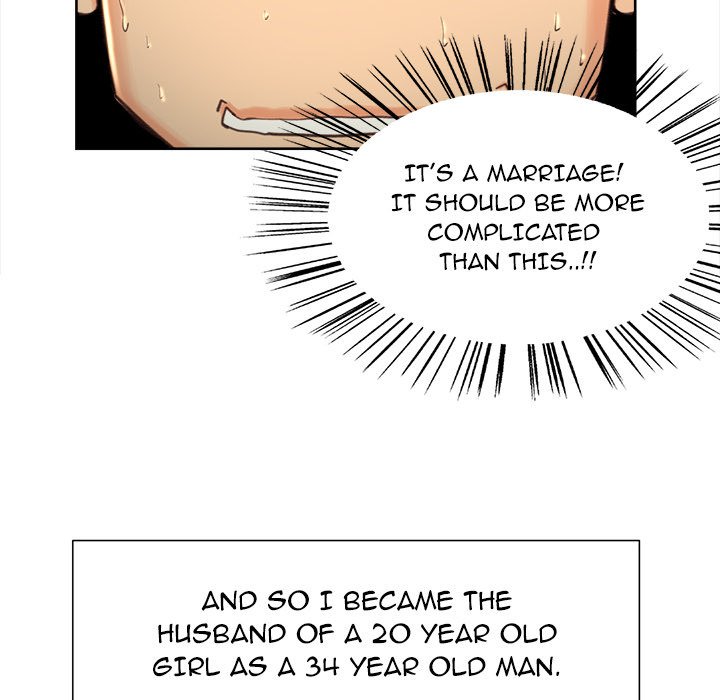 IT'S A MARRIAGE!
IT SHOULD BE MORE
COMPLICATED
THAN THIS..!!
AND SO I BECAME THE
HUSBAND OF A 20 YEAR OLD
GIRL AS A 34 YEAR OLD MAN.